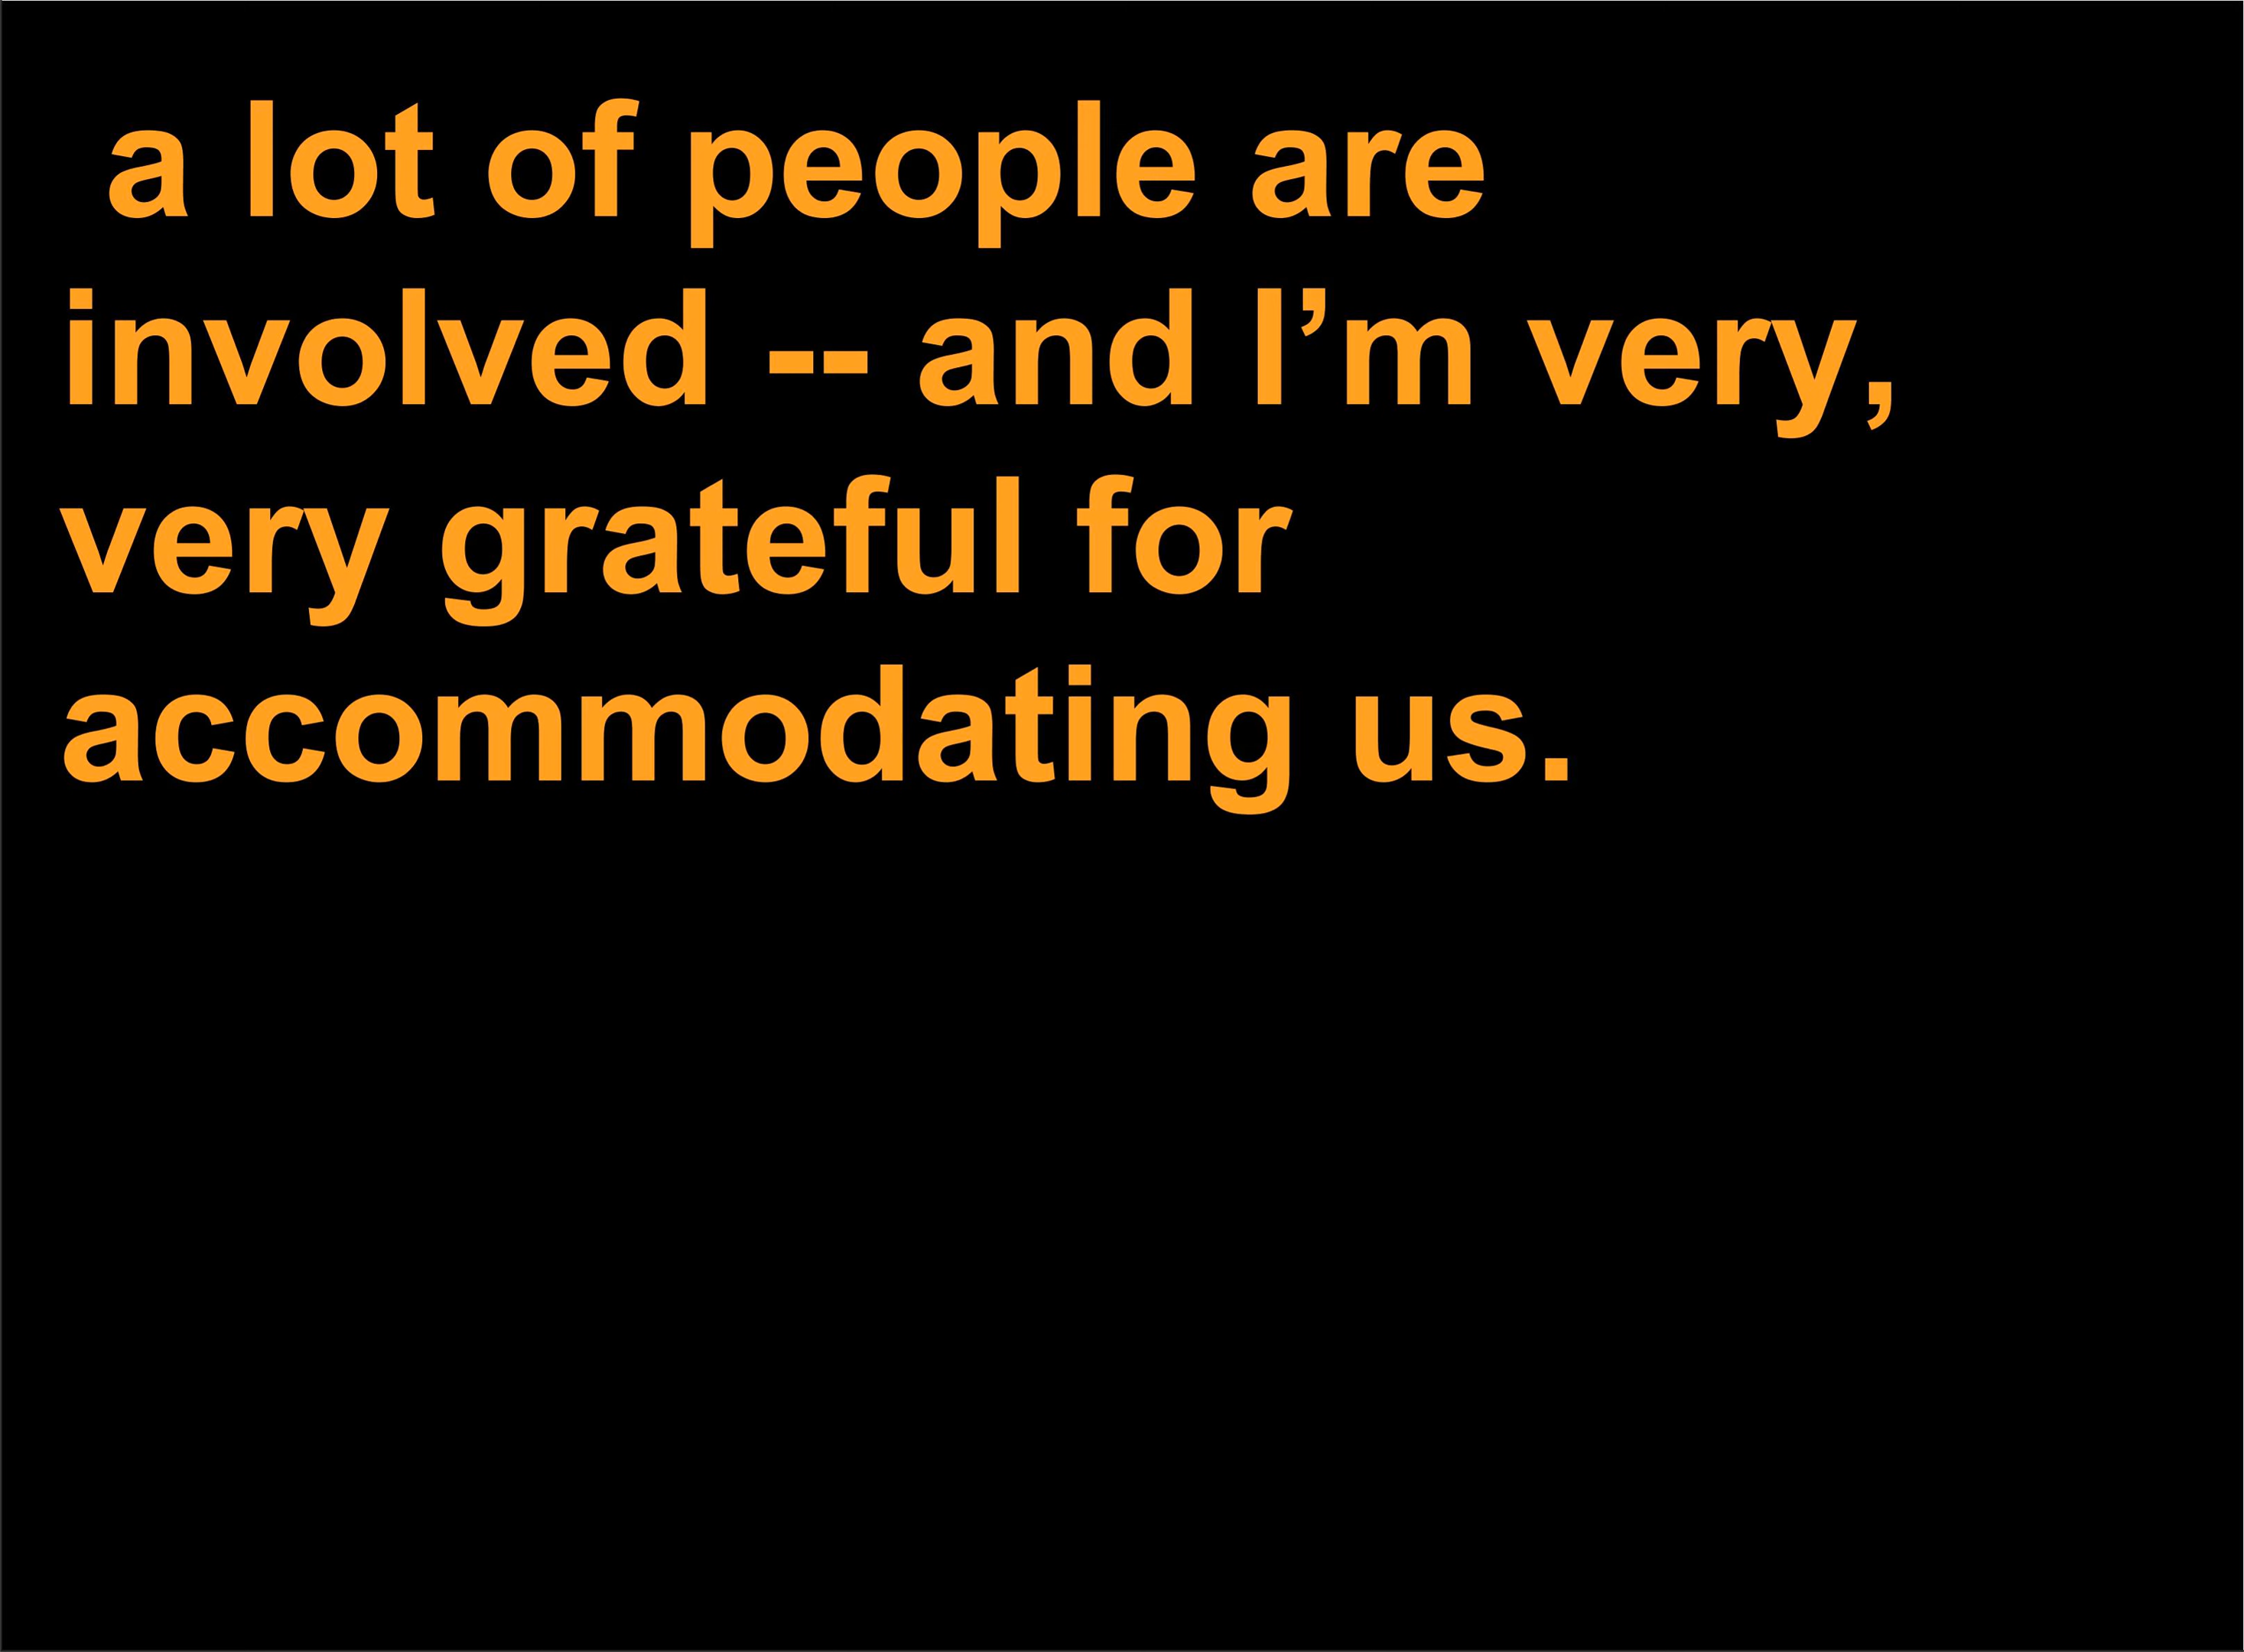 a lot of people are
involved -- and I’m very,
very grateful for
accommodating us.